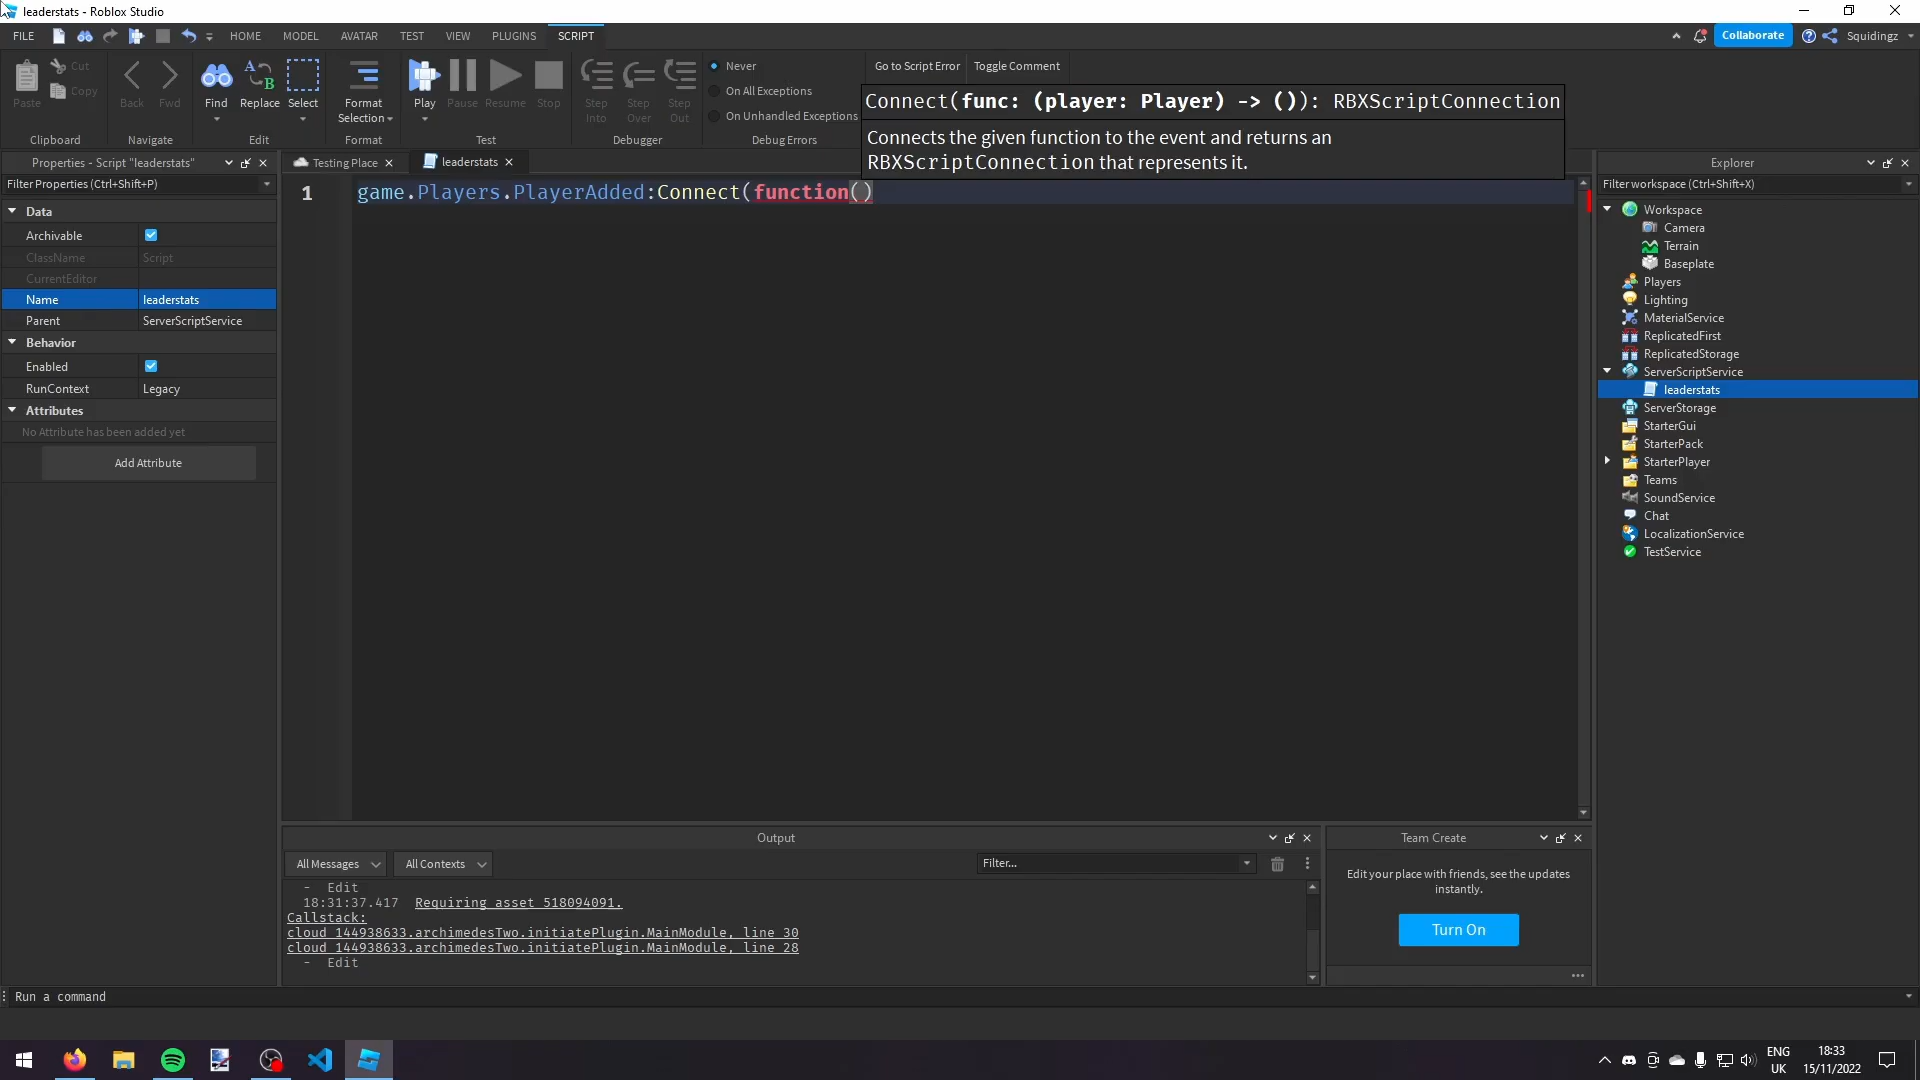 leaderstats - Roblox Studio
FILE
HOME
MODEL
AVATAR
TEST
VIEW
PLUGINS
SCRIPT
Collaborate
Squidingz
Paste
Cut
Copy
Clipboard
Back
Fwd
Navigate
Find
Replace
Select
Edit
Format
Selection
Format
Play
Pause
Resume
Stop
Test
Step
Into
Step
Over
Step
Out
Debugger
Never
On All Exceptions
On Unhandled Exceptions
Debug Errors
Go to Script Error
Toggle Comment
Connect(func: (player: Player) -> ()): RBXScriptConnection
Connects the given function to the event and returns an
RBXScriptConnection that represents it.
Properties - Script "leaderstats"
Filter Properties (Ctrl+Shift+P)
Data
Archivable
ClassName Script
CurrentEditor
Name leaderstats
Parent ServerScriptService
Behavior
Enabled
RunContext Legacy
Attributes
No Attribute has been added yet
Add Attribute
Testing Place
leaderstats
1 game.Players.PlayerAdded:Connect(function()
Explorer
Filter workspace (Ctrl+Shift+X)
Workspace
Camera
Terrain
Baseplate
Players
Lighting
MaterialService
ReplicatedFirst
ReplicatedStorage
ServerScriptService
leaderstats
ServerStorage
StarterGui
StarterPack
StarterPlayer
Teams
SoundService
Chat
LocalizationService
TestService
Output
All Messages
All Contexts
Filter...
- Edit
18:31:37.417 Requiring asset 518094091.
Callstack:
cloud_144938633.archimedesTwo.initiatePlugin.MainModule, line 30
cloud_144938633.archimedesTwo.initiatePlugin.MainModule, line 28
- Edit
Team Create
Edit your place with friends, see the updates
instantly.
Turn On
Run a command
ENG
UK
18:33
15/11/2022